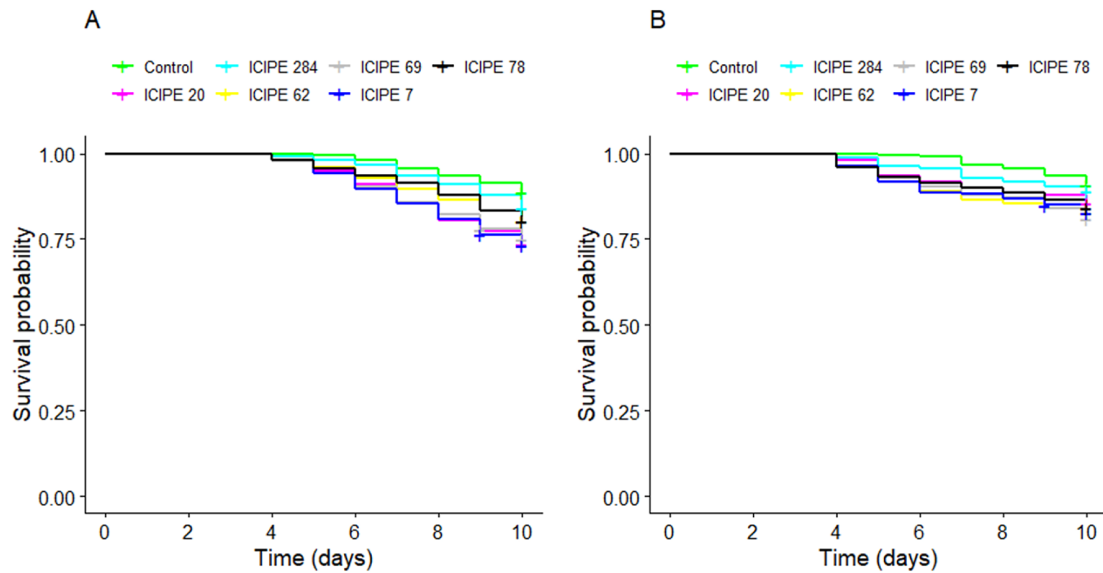 A
Control ICIPE 284 ICIPE 69 ICIPE 78
ICIPE 20 ICIPE 62 ICIPE 7
Survival probability
1.00
0.75
0.50
0.25
0.00
0 2 4 6 8 10
Time (days)
B
Control ICIPE 284 ICIPE 69 ICIPE 78
ICIPE 20 ICIPE 62 ICIPE 7
Survival probability
1.00
0.75
0.50
0.25
0.00
0 2 4 6 8 10
Time (days)